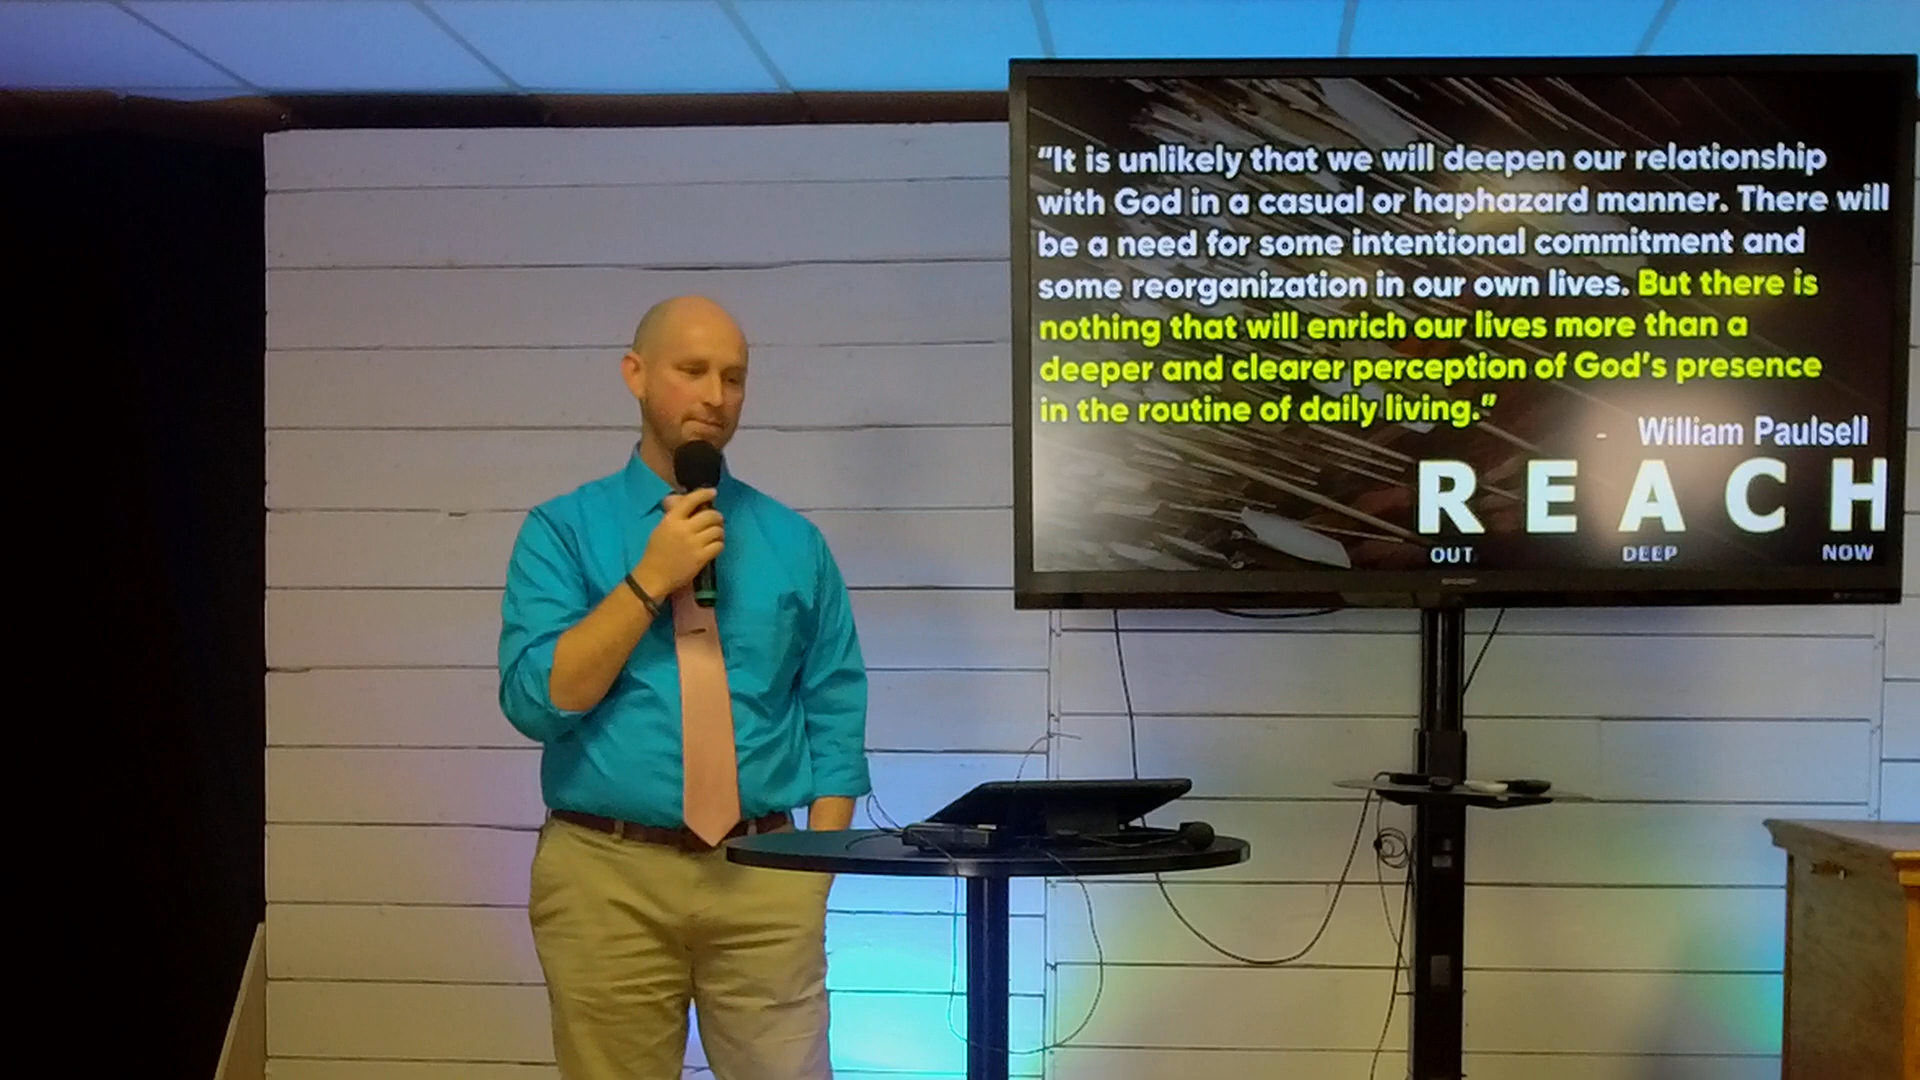 “It is unlikely that we will deepen our relationship
with God in a casual or haphazard manner. There will
be a need for some intentional commitment and
some reorganization in our own lives. But there is
nothing that will enrich our lives more than a
deeper and clearer perception of God’s presence
in the routine of daily living.”
- William Paulsell
R E A C H
OUT DEEP NOW
SHARP